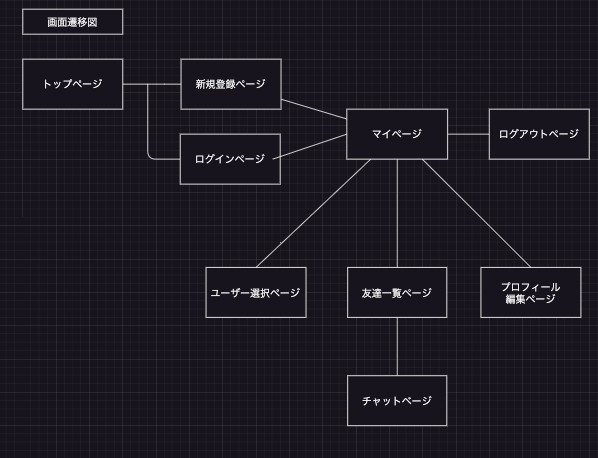 画面遷移図
トップページ
新規登録ページ
ログインページ
マイページ
ログアウトページ
ユーザー選択ページ
友達一覧ページ
プロフィール
編集ページ
チャットページ